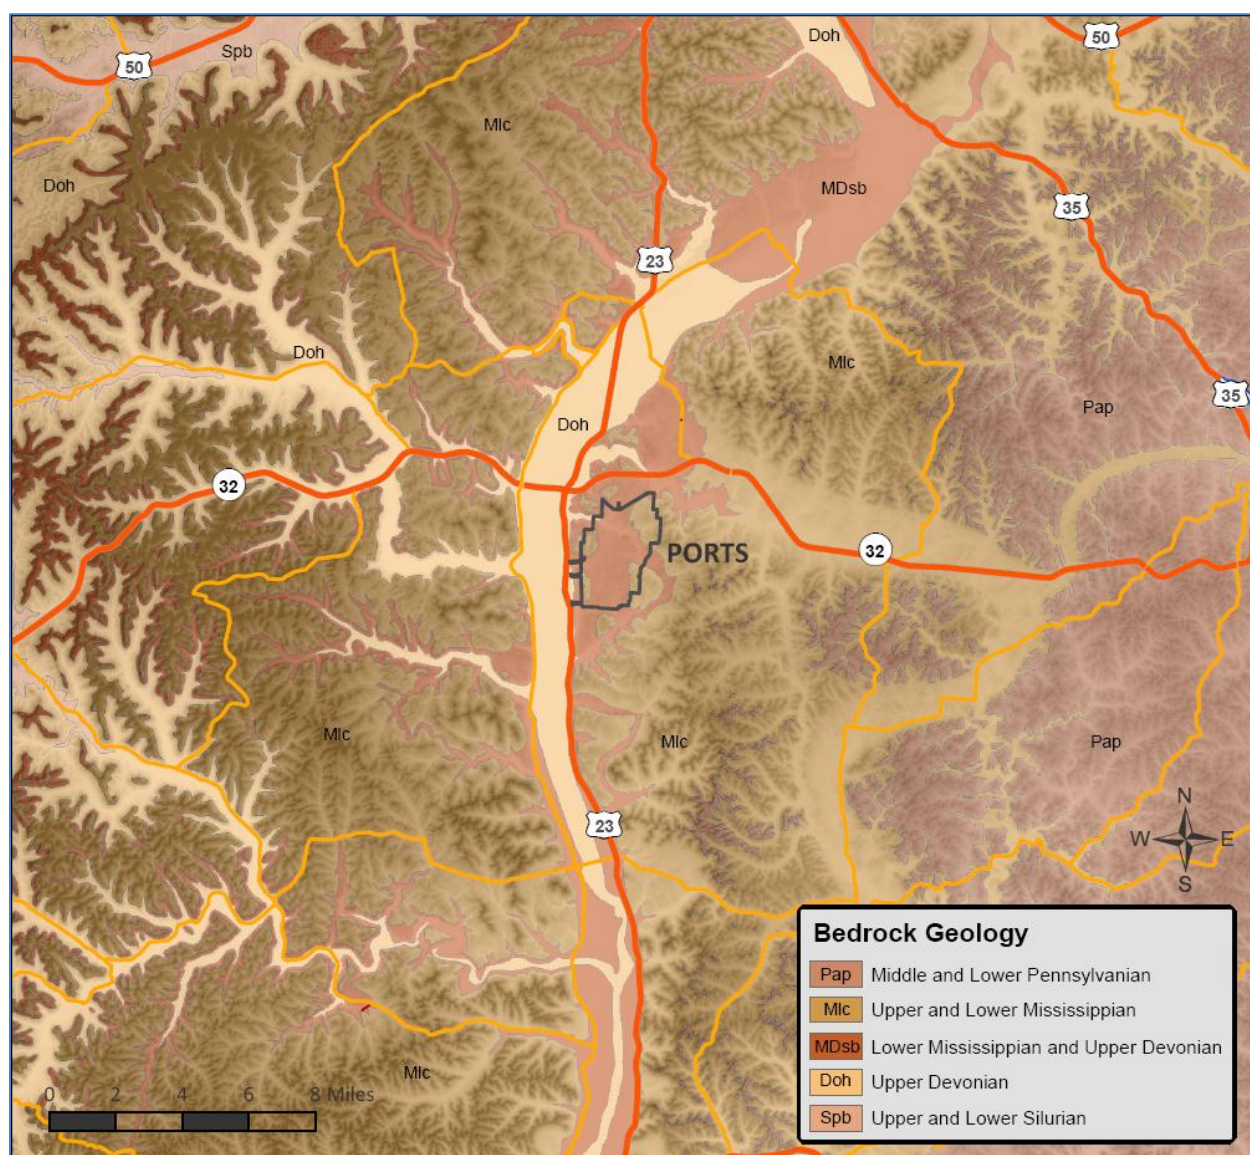 Doh
50
50
Spb
Mlc
Doh
MDsb
35
23
Doh
Mlc
35
Pap
Doh
32
32
PORTS
Mlc
Mlc
Pap
23
N
W E
S
Bedrock Geology
Pap Middle and Lower Pennsylvanian
Mlc Upper and Lower Mississippian
MDsb Lower Mississippian and Upper Devonian
Doh Upper Devonian
Spb Upper and Lower Silurian
Mlc
0 2 4 6 8 Miles